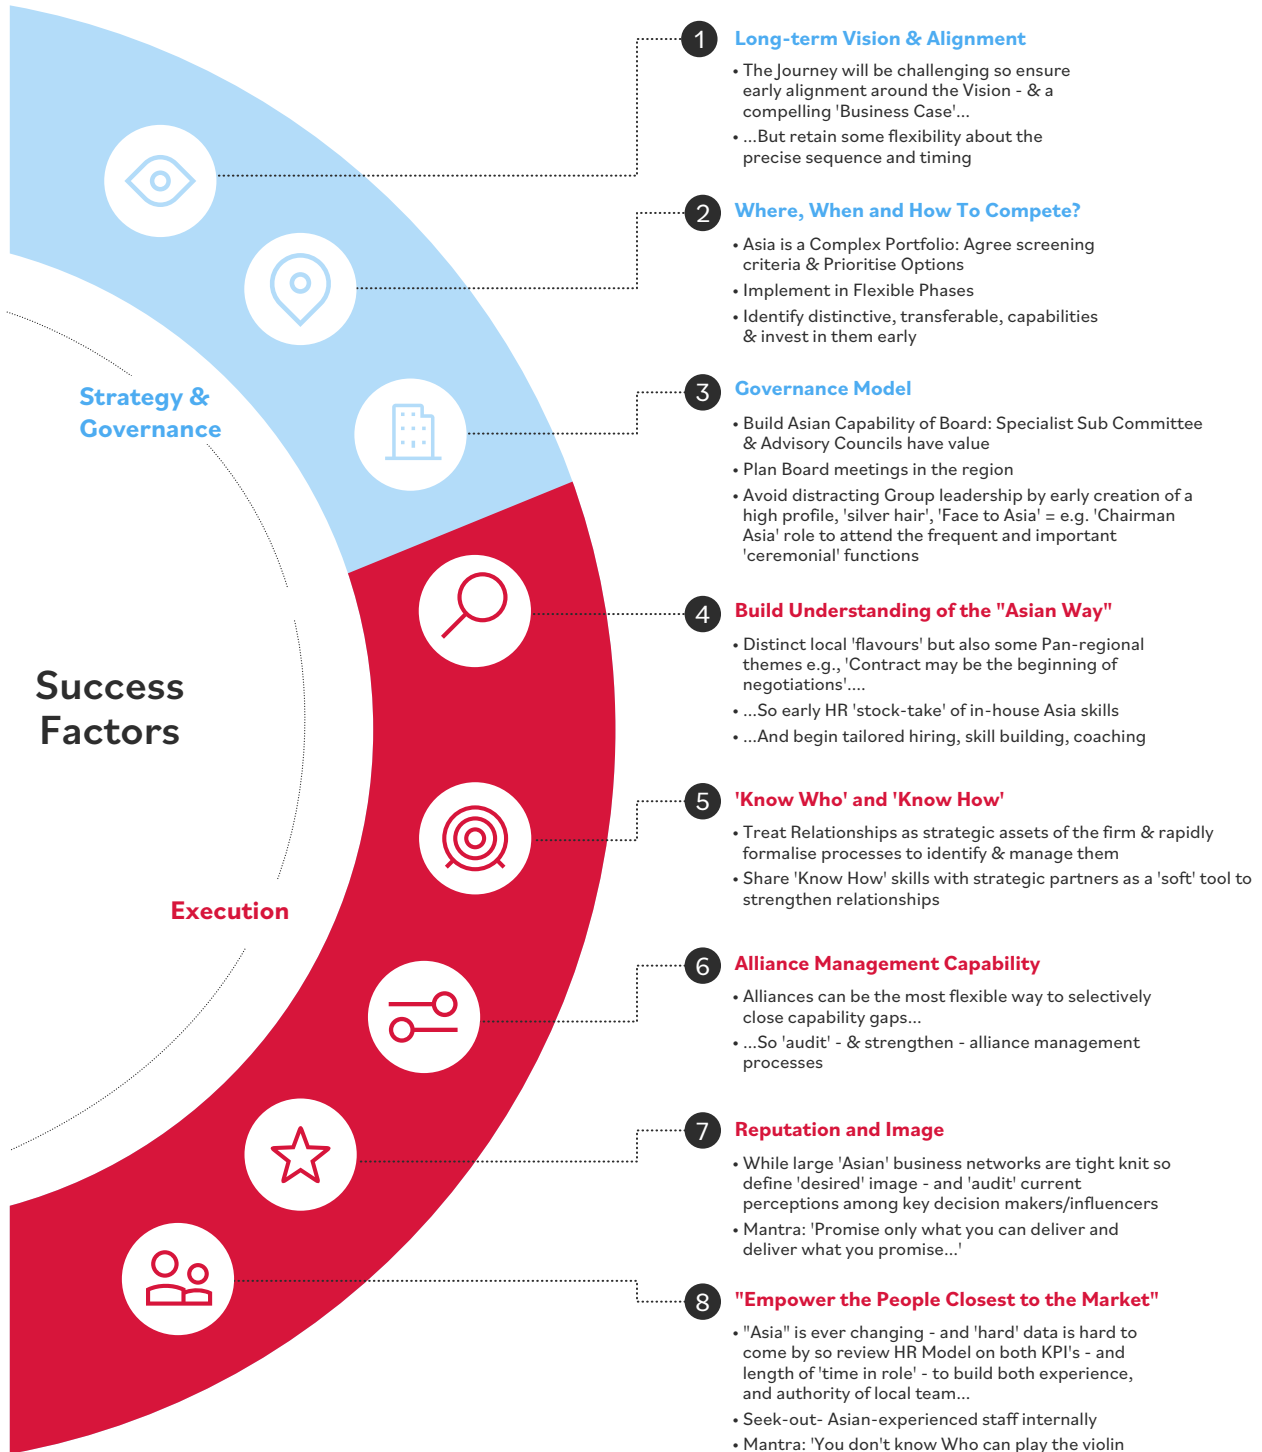 Success
Factors
Strategy &
Governance
1
Long-term Vision & Alignment
• The Journey will be challenging so ensure
early alignment around the Vision - & a
compelling 'Business Case'...
• ...But retain some flexibility about the
precise sequence and timing
2
Where, When and How To Compete?
• Asia is a Complex Portfolio: Agree screening
criteria & Prioritise Options
• Implement in Flexible Phases
• Identify distinctive, transferable, capabilities
& invest in them early
3
Governance Model
• Build Asian Capability of Board: Specialist Sub Committee
& Advisory Councils have value
• Plan Board meetings in the region
• Avoid distracting Group leadership by early creation of a
high profile, 'silver hair', 'Face to Asia' = e.g. 'Chairman
Asia' role to attend the frequent and important
'ceremonial' functions
Execution
4
Build Understanding of the "Asian Way"
• Distinct local 'flavours' but also some Pan-regional
themes e.g., 'Contract may be the beginning of
negotiations'....
• ...So early HR 'stock-take' of in-house Asia skills
• ...And begin tailored hiring, skill building, coaching
5
'Know Who' and 'Know How'
• Treat Relationships as strategic assets of the firm & rapidly
formalise processes to identify & manage them
• Share 'Know How' skills with strategic partners as a 'soft' tool to
strengthen relationships
6
Alliance Management Capability
• Alliances can be the most flexible way to selectively
close capability gaps...
• ...So 'audit' - & strengthen - alliance management
processes
7
Reputation and Image
• While large 'Asian' business networks are tight knit so
define 'desired' image - and 'audit' current
perceptions among key decision makers/influencers
• Mantra: 'Promise only what you can deliver and
deliver what you promise...'
8
"Empower the People Closest to the Market"
• "Asia" is ever changing - and 'hard' data is hard to
come by so review HR Model on both KPI's - and
length of 'time in role' - to build both experience,
and authority of local team...
• Seek-out- Asian-experienced staff internally
• Mantra: 'You don't know Who can play the violin